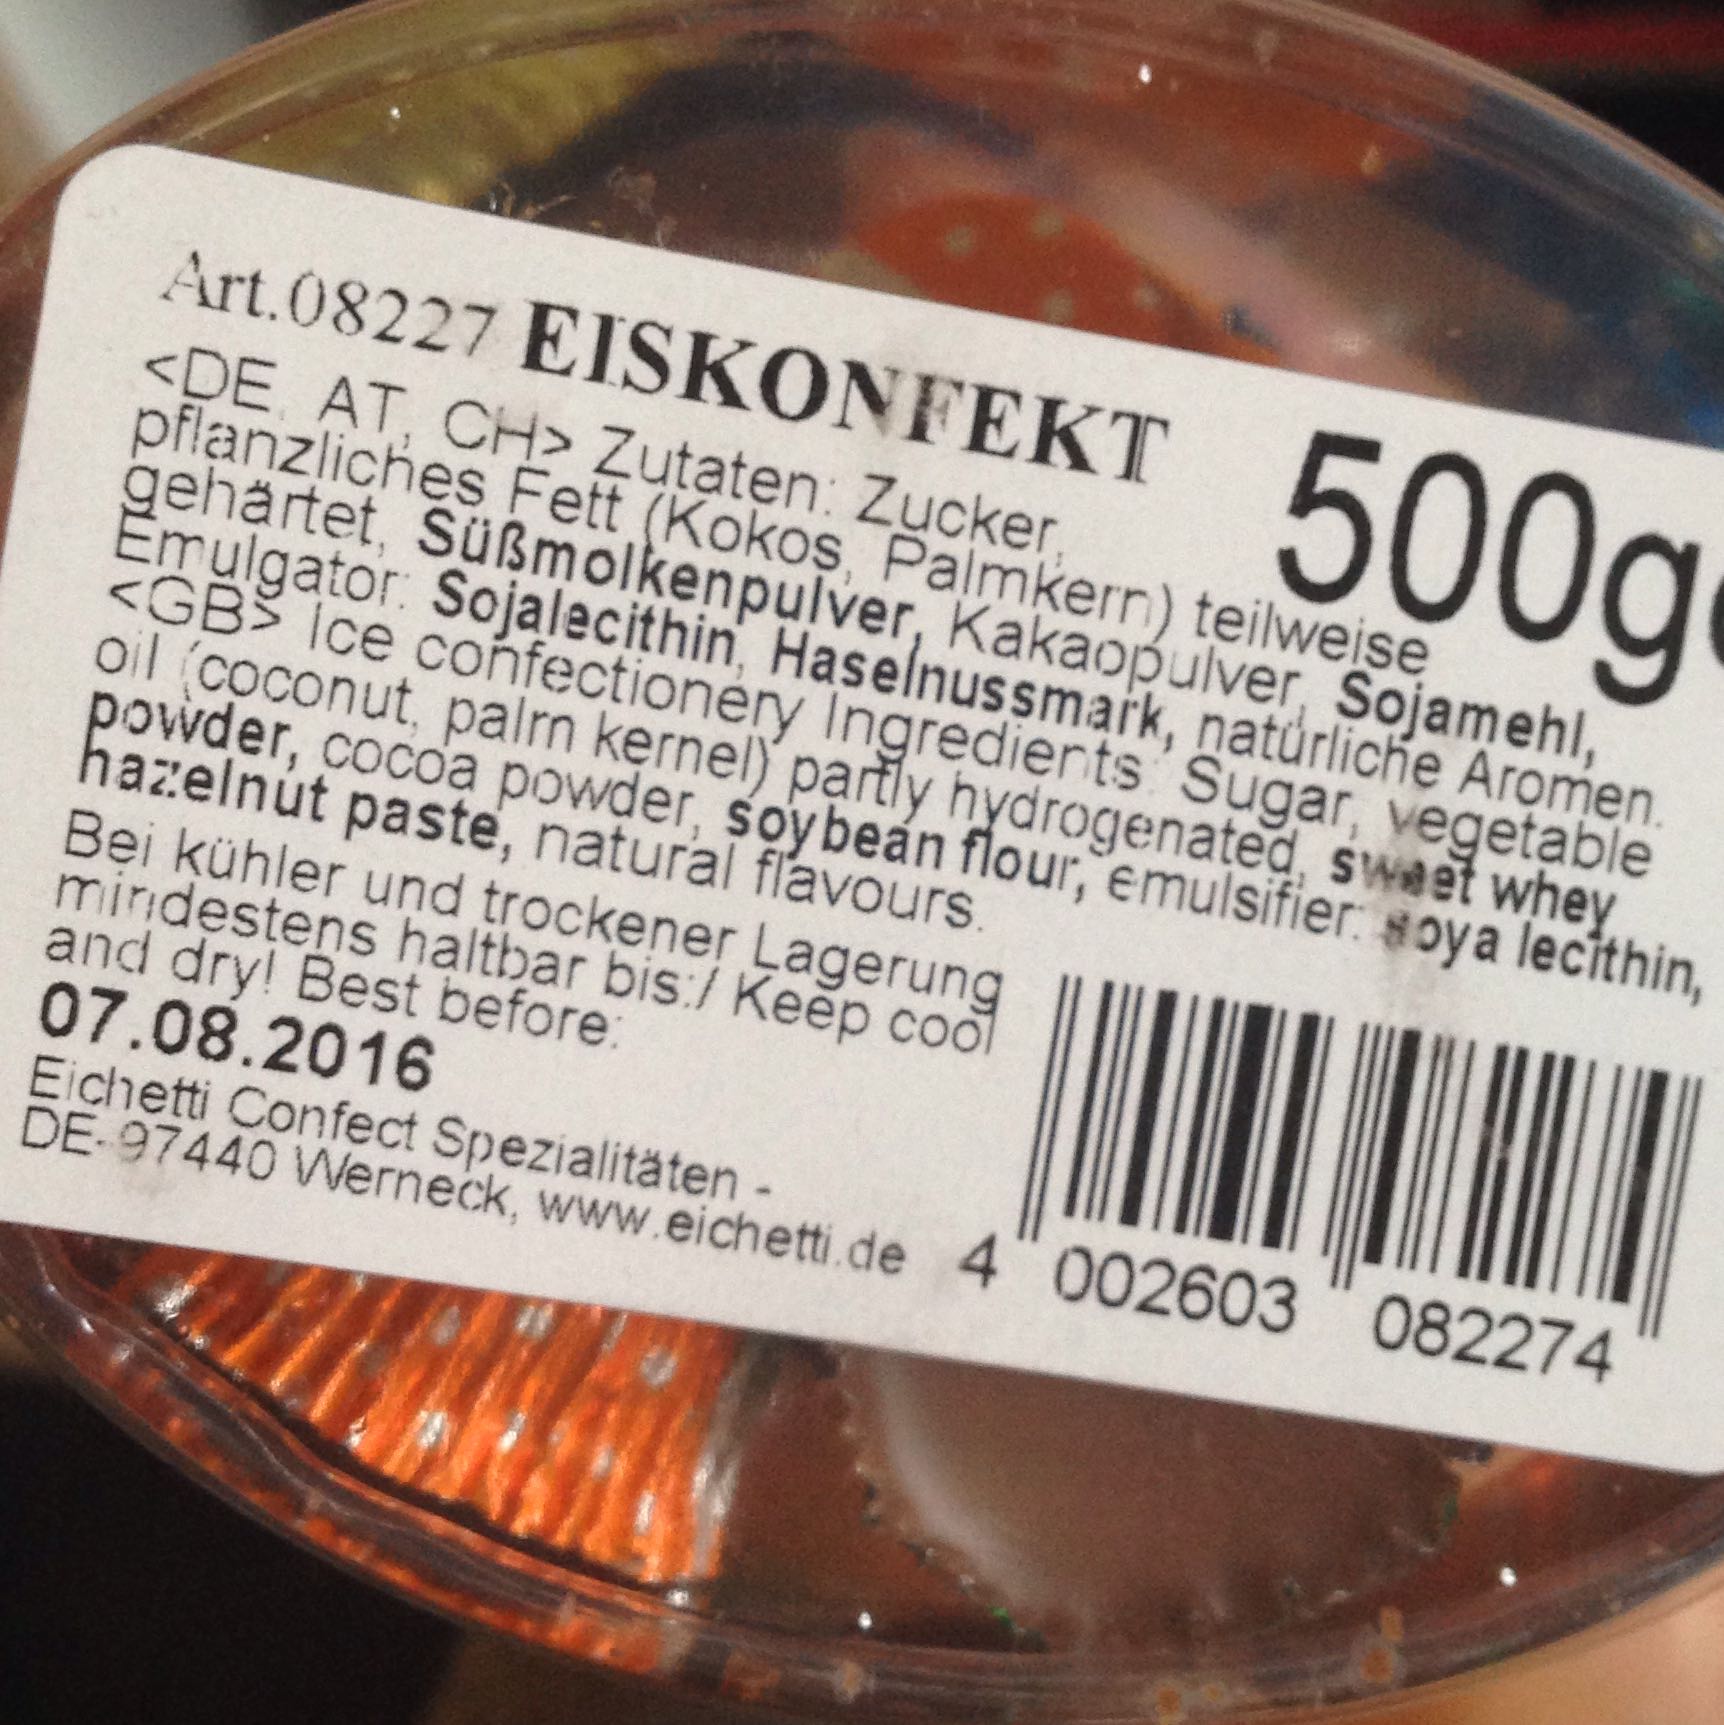 Art.08227 EISKONFEKT
500g
<DE, AT, CH> Zutaten: Zucker,
pflanzliches Fett (Kokos, Palmkern) teilweise
gehärtet, Süßmolkenpulver, Kakaopulver, Sojamehl,
Emulgator: Sojalecithin, Haselnussmark, natürliche Aromen.
<GB> Ice confectionery Ingredients: Sugar, vegetable
oil (coconut, palm kernel) partly hydrogenated, sweet whey
powder, cocoa powder, soybean flour, emulsifier: soya lecithin,
hazelnut paste, natural flavours.
Bei kühler und trockener Lagerung
mindestens haltbar bis:/ Keep cool
and dry! Best before:
07.08.2016
Eichetti Confect Spezialitäten -
DE-97440 Werneck, www.eichetti.de
4 002603 082274